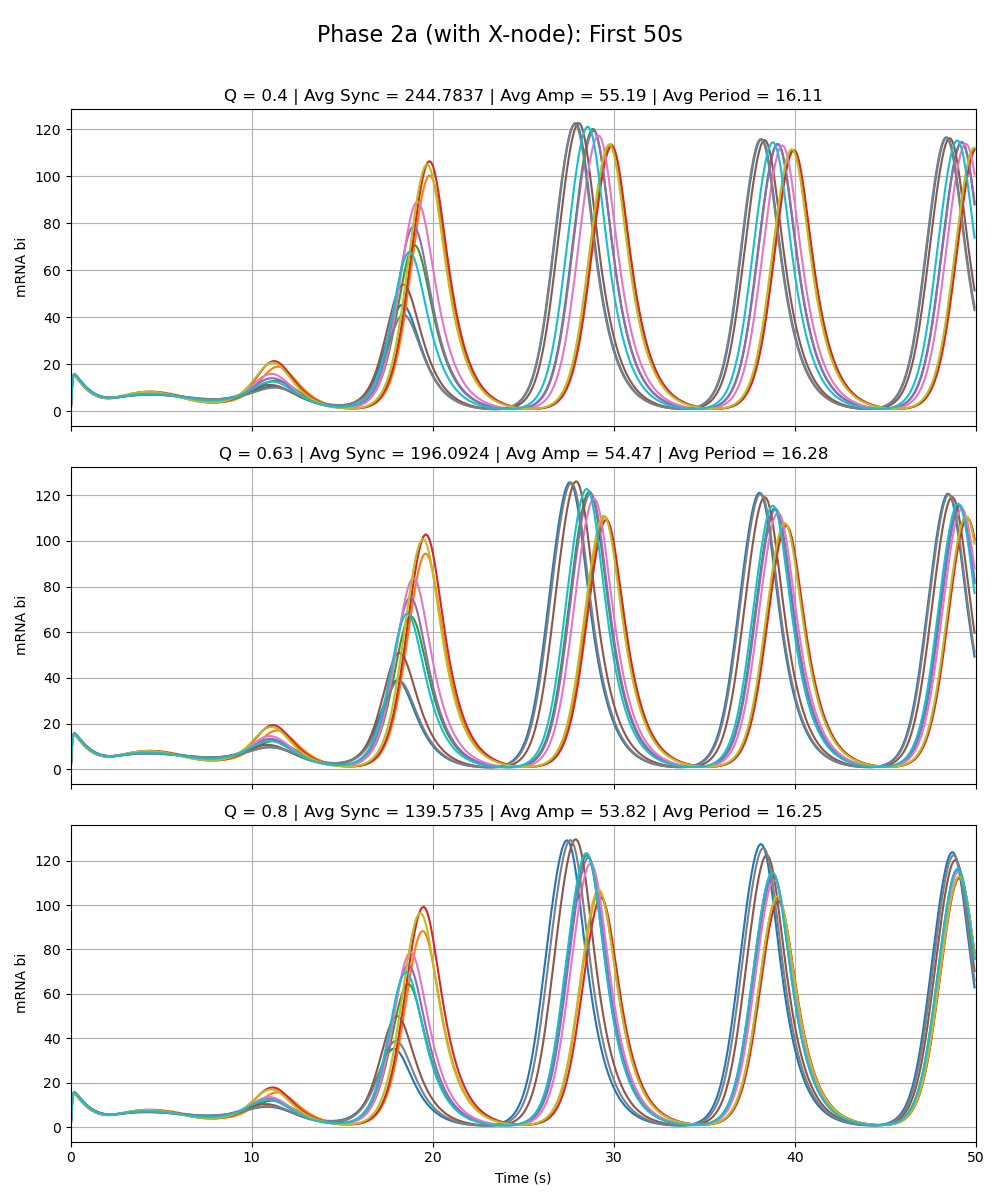 Phase 2a (with X-node): First 50s
Q = 0.4 | Avg Sync = 244.7837 | Avg Amp = 55.19 | Avg Period = 16.11
120
100
80
60
40
20
0
mRNA bi
Q = 0.63 | Avg Sync = 196.0924 | Avg Amp = 54.47 | Avg Period = 16.28
120
100
80
60
40
20
0
mRNA bi
Q = 0.8 | Avg Sync = 139.5735 | Avg Amp = 53.82 | Avg Period = 16.25
120
100
80
60
40
20
0
mRNA bi
0 10 20 30 40 50
Time (s)